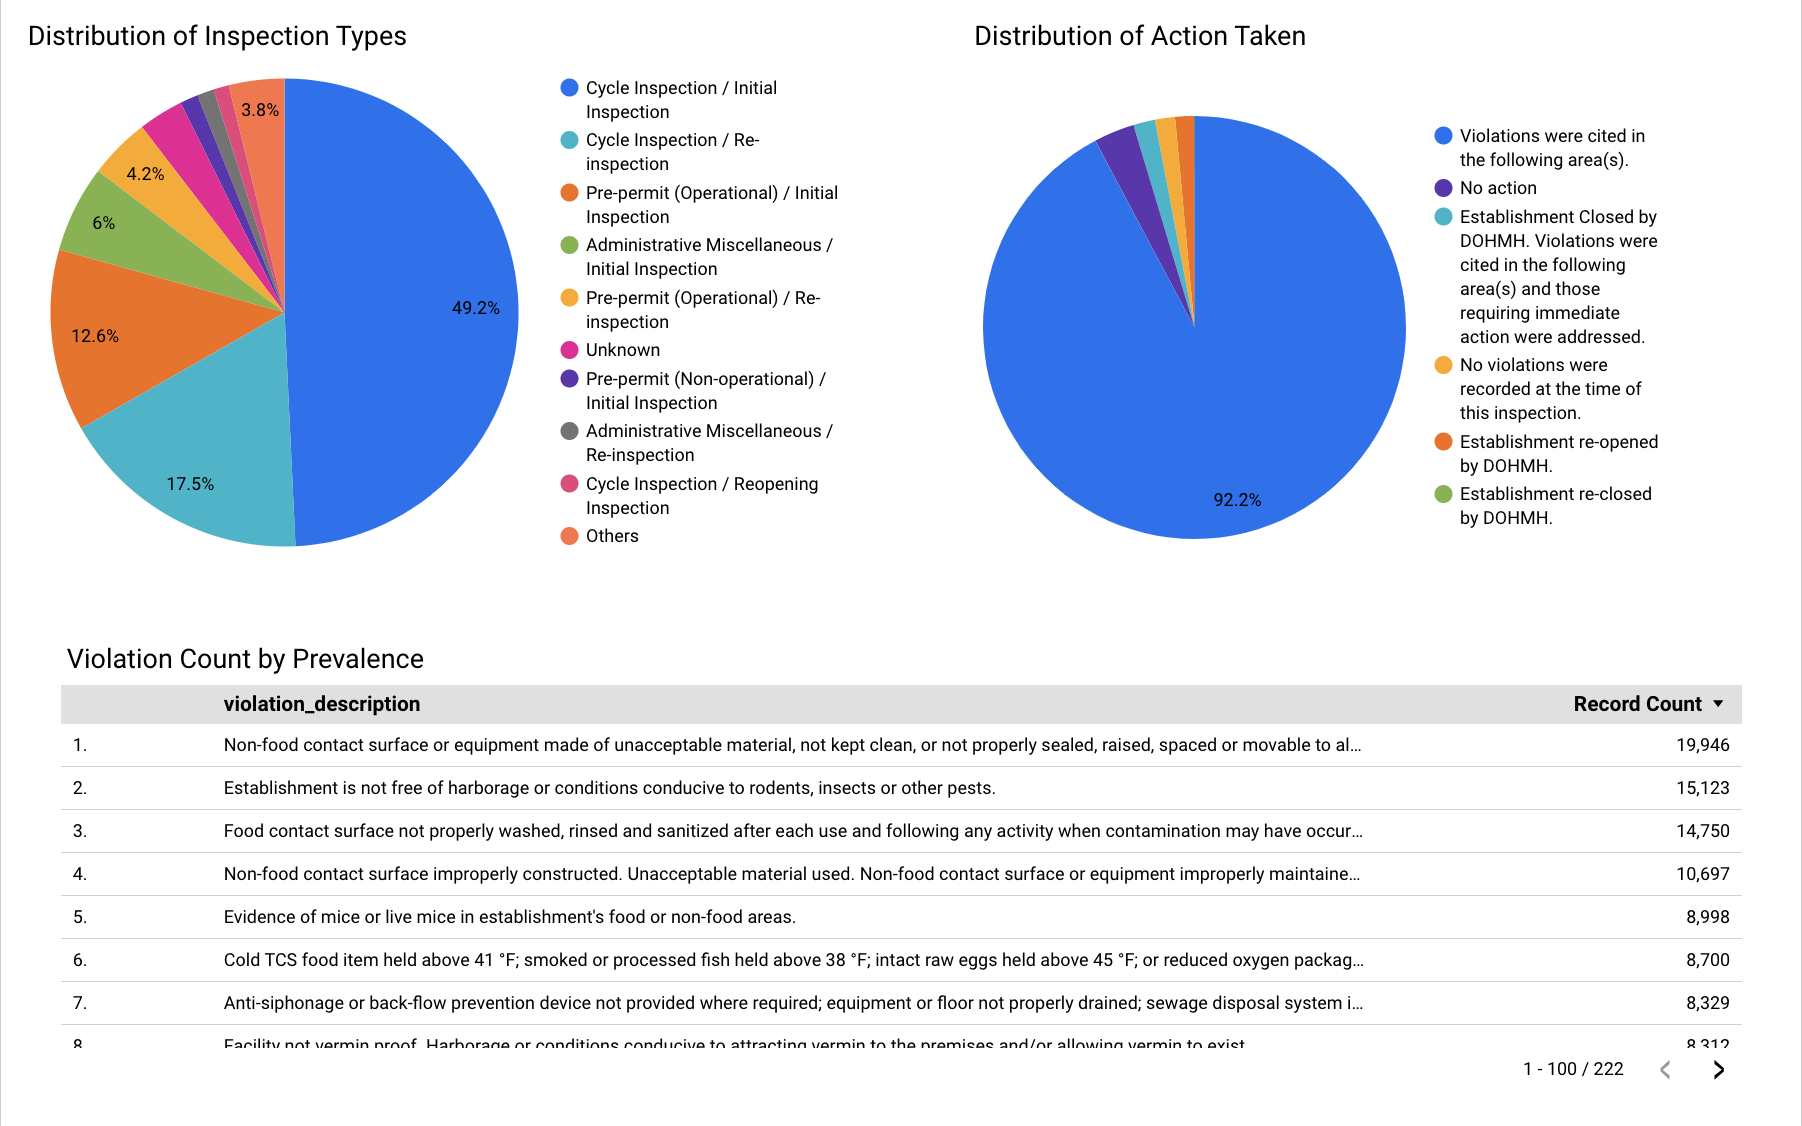 Distribution of Inspection Types
3.8%
4.2%
6%
12.6%
17.5%
49.2%
Cycle Inspection / Initial
Inspection
Cycle Inspection / Re-
inspection
Pre-permit (Operational) / Initial
Inspection
Administrative Miscellaneous /
Initial Inspection
Pre-permit (Operational) / Re-
inspection
Unknown
Pre-permit (Non-operational) /
Initial Inspection
Administrative Miscellaneous /
Re-inspection
Cycle Inspection / Reopening
Inspection
Others
Distribution of Action Taken
92.2%
Violations were cited in
the following area(s).
No action
Establishment Closed by
DOHMH. Violations were
cited in the following
area(s) and those
requiring immediate
action were addressed.
No violations were
recorded at the time of
this inspection.
Establishment re-opened
by DOHMH.
Establishment re-closed
by DOHMH.
Violation Count by Prevalence
violation_description Record Count
1. Non-food contact surface or equipment made of unacceptable material, not kept clean, or not properly sealed, raised, spaced or movable to al... 19,946
2. Establishment is not free of harborage or conditions conducive to rodents, insects or other pests. 15,123
3. Food contact surface not properly washed, rinsed and sanitized after each use and following any activity when contamination may have occur... 14,750
4. Non-food contact surface improperly constructed. Unacceptable material used. Non-food contact surface or equipment improperly maintaine... 10,697
5. Evidence of mice or live mice in establishment's food or non-food areas. 8,998
6. Cold TCS food item held above 41 °F; smoked or processed fish held above 38 °F; intact raw eggs held above 45 °F; or reduced oxygen packag... 8,700
7. Anti-siphonage or back-flow prevention device not provided where required; equipment or floor not properly drained; sewage disposal system i... 8,329
8. Facility not vermin proof. Harborage or conditions conducive to attracting vermin to the premises and/or allowing vermin to exist. 8,312
1 - 100 / 222